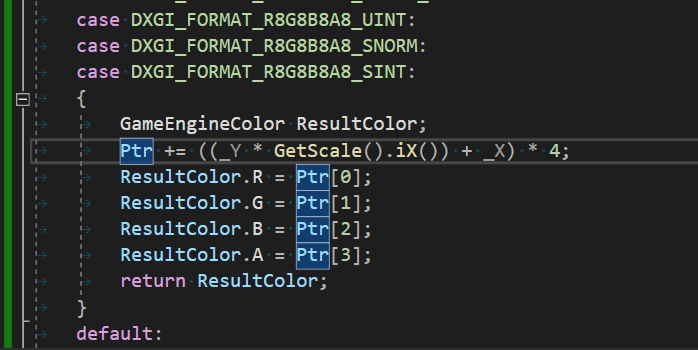 case DXGI_FORMAT_R8G8B8A8_UINT:
case DXGI_FORMAT_R8G8B8A8_SNORM:
case DXGI_FORMAT_R8G8B8A8_SINT:
{
GameEngineColor ResultColor;
Ptr += ((_Y * GetScale().iX()) + _X) * 4;
ResultColor.R = Ptr[0];
ResultColor.G = Ptr[1];
ResultColor.B = Ptr[2];
ResultColor.A = Ptr[3];
return ResultColor;
}
default: